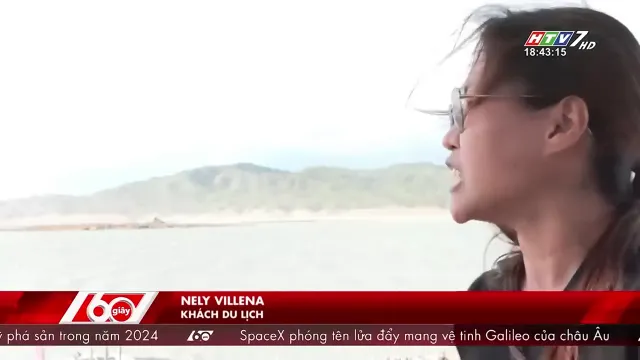 HTV7 HD
18:43:15
NELY VILLENA
60 giây
KHÁCH DU LỊCH
phá sản trong năm 2024 60 SpaceX phóng tên lửa đẩy mang vệ tinh Galileo của châu Âu